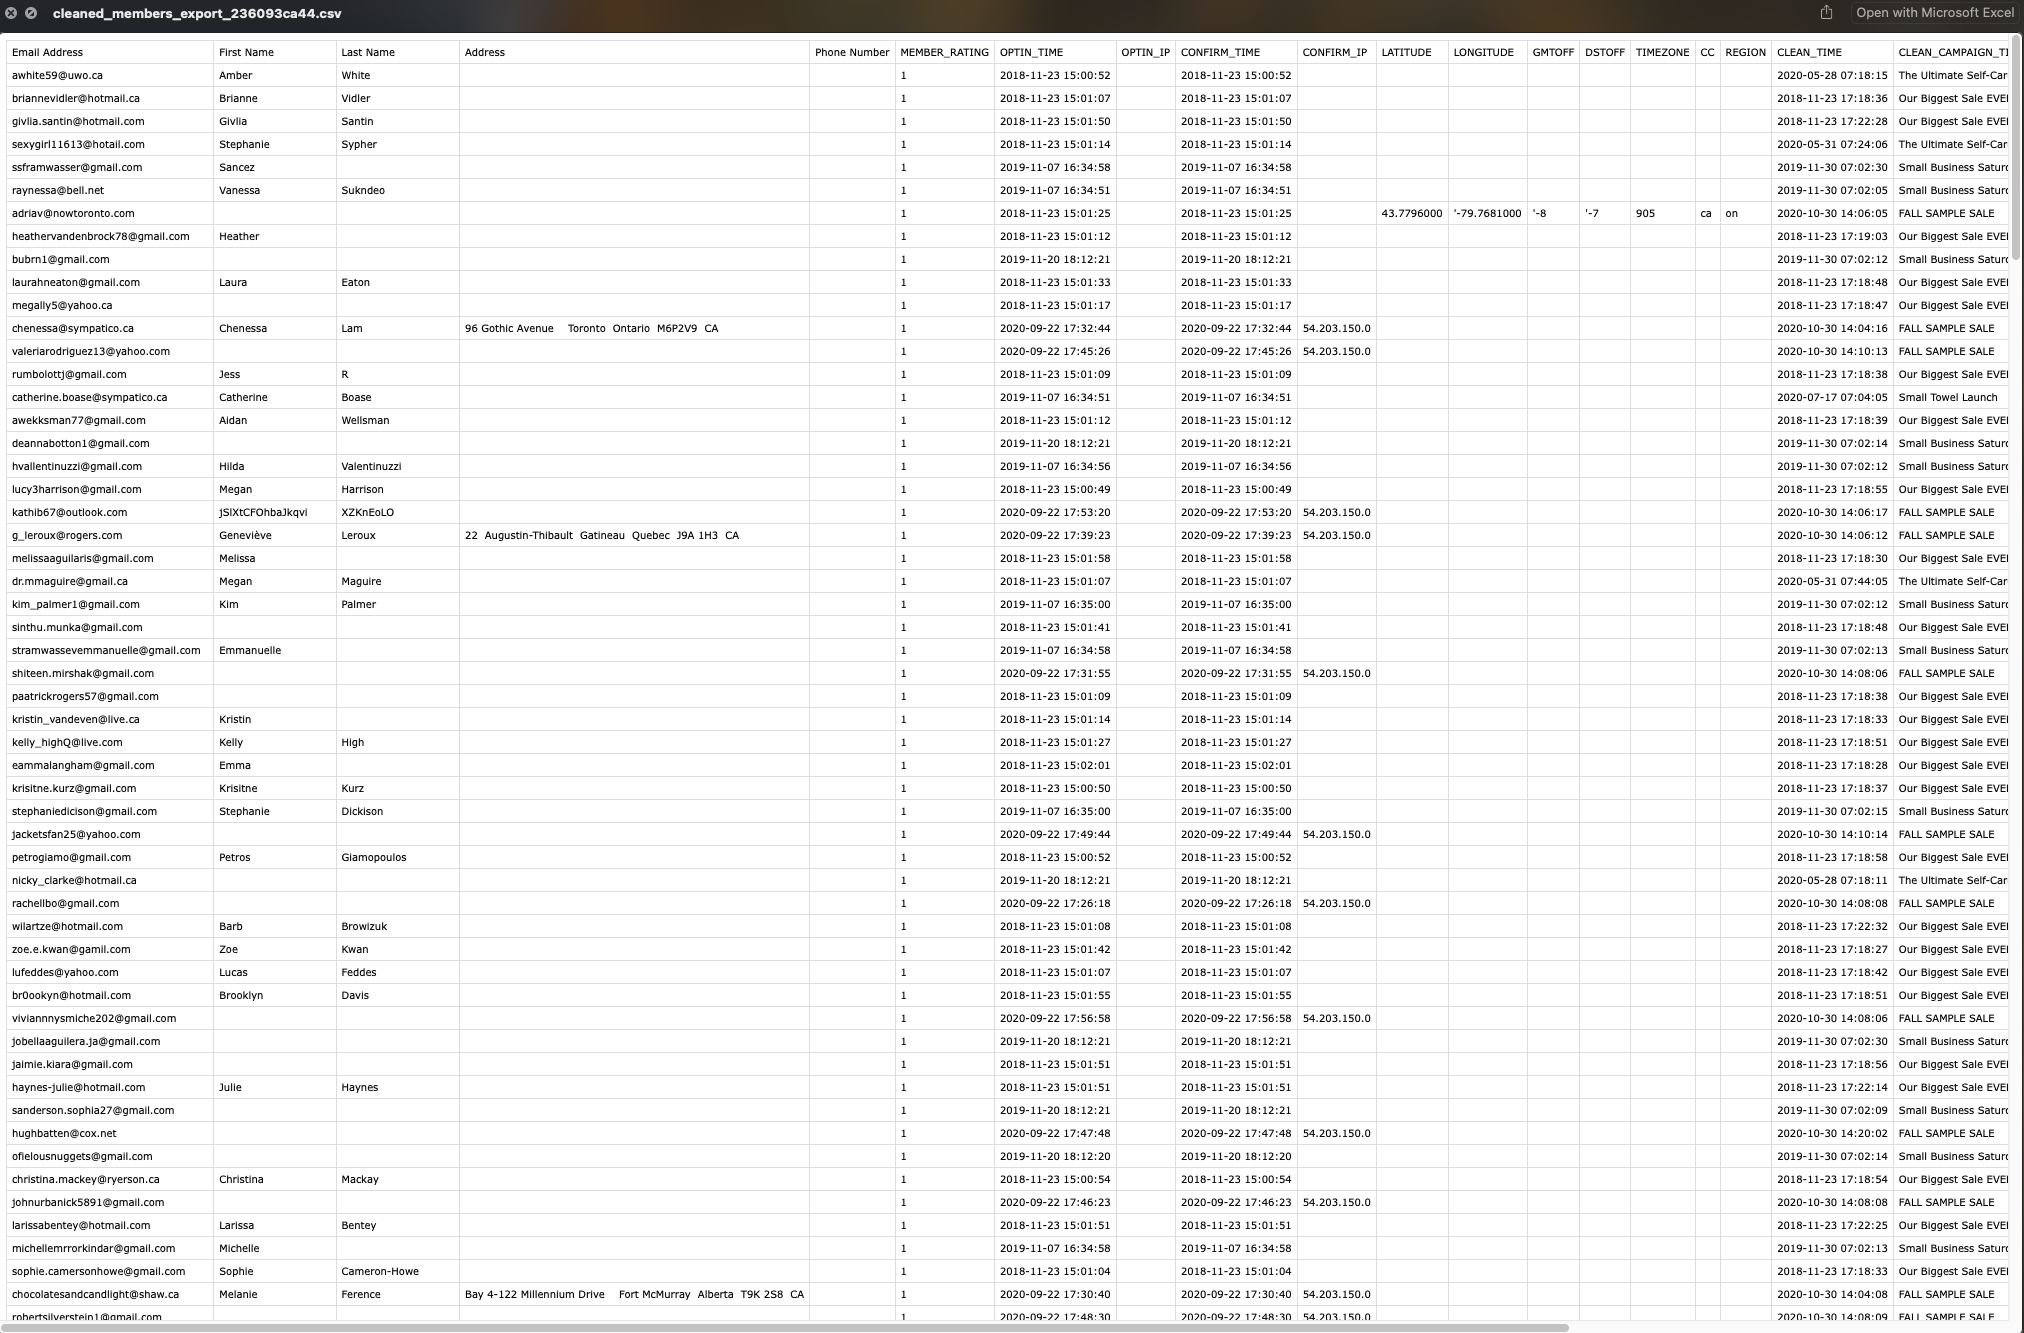 cleaned_members_export_236093ca44.csv Open with Microsoft Excel
Email Address First Name Last Name Address Phone Number MEMBER_RATING OPTIN_TIME OPTIN_IP CONFIRM_TIME CONFIRM_IP LATITUDE LONGITUDE GMTOFF DSTOFF TIMEZONE CC REGION CLEAN_TIME CLEAN_CAMPAIGN_TI
awhite59@uwo.ca Amber White 1 2018-11-23 15:00:52 2018-11-23 15:00:52 2020-05-28 07:18:15 The Ultimate Self-Car
briannevidler@hotmail.ca Brianne Vidler 1 2018-11-23 15:01:07 2018-11-23 15:01:07 2018-11-23 17:18:36 Our Biggest Sale EVE
givlia.santin@hotmail.com Givlia Santin 1 2018-11-23 15:01:50 2018-11-23 15:01:50 2018-11-23 17:22:28 Our Biggest Sale EVE
sexygirl11613@hotail.com Stephanie Sypher 1 2018-11-23 15:01:14 2018-11-23 15:01:14 2020-05-31 07:24:06 The Ultimate Self-Car
ssframwasser@gmail.com Sancez 1 2019-11-07 16:34:58 2019-11-07 16:34:58 2019-11-30 07:02:30 Small Business Saturd
raynessa@bell.net Vanessa Sukndeo 1 2019-11-07 16:34:51 2019-11-07 16:34:51 2019-11-30 07:02:05 Small Business Saturd
adriav@nowtoronto.com 1 2018-11-23 15:01:25 2018-11-23 15:01:25 43.7796000 '-79.7681000 '-8 '-7 905 ca on 2020-10-30 14:06:05 FALL SAMPLE SALE
heathervandenbrock78@gmail.com Heather 1 2018-11-23 15:01:12 2018-11-23 15:01:12 2018-11-23 17:19:03 Our Biggest Sale EVE
bubrn1@gmail.com 1 2019-11-20 18:12:21 2019-11-20 18:12:21 2019-11-30 07:02:12 Small Business Saturd
laurahneaton@gmail.com Laura Eaton 1 2018-11-23 15:01:33 2018-11-23 15:01:33 2018-11-23 17:18:48 Our Biggest Sale EVE
megally5@yahoo.ca 1 2018-11-23 15:01:17 2018-11-23 15:01:17 2018-11-23 17:18:47 Our Biggest Sale EVE
chenessa@sympatico.ca Chenessa Lam 96 Gothic Avenue Toronto Ontario M6P2V9 CA 1 2020-09-22 17:32:44 2020-09-22 17:32:44 54.203.150.0 2020-10-30 14:04:16 FALL SAMPLE SALE
valeriarodriguez13@yahoo.com 1 2020-09-22 17:45:26 2020-09-22 17:45:26 54.203.150.0 2020-10-30 14:10:13 FALL SAMPLE SALE
rumbolottj@gmail.com Jess R 1 2018-11-23 15:01:09 2018-11-23 15:01:09 2018-11-23 17:18:38 Our Biggest Sale EVE
catherine.boase@sympatico.ca Catherine Boase 1 2019-11-07 16:34:51 2019-11-07 16:34:51 2020-07-17 07:04:05 Small Towel Launch
awekksman77@gmail.com Aidan Wellsman 1 2018-11-23 15:01:12 2018-11-23 15:01:12 2018-11-23 17:18:39 Our Biggest Sale EVE
deannabotton1@gmail.com 1 2019-11-20 18:12:21 2019-11-20 18:12:21 2019-11-30 07:02:14 Small Business Saturd
hvallentinuzzi@gmail.com Hilda Valentinuzzi 1 2019-11-07 16:34:56 2019-11-07 16:34:56 2019-11-30 07:02:12 Small Business Saturd
lucy3harrison@gmail.com Megan Harrison 1 2018-11-23 15:00:49 2018-11-23 15:00:49 2018-11-23 17:18:55 Our Biggest Sale EVE
kathib67@outlook.com jSlXtCFOhbaJkqvi XZKnEoLO 1 2020-09-22 17:53:20 2020-09-22 17:53:20 54.203.150.0 2020-10-30 14:06:17 FALL SAMPLE SALE
g_leroux@rogers.com Geneviève Leroux 22 Augustin-Thibault Gatineau Quebec J9A 1H3 CA 1 2020-09-22 17:39:23 2020-09-22 17:39:23 54.203.150.0 2020-10-30 14:06:12 FALL SAMPLE SALE
melissaaguilaris@gmail.com Melissa 1 2018-11-23 15:01:58 2018-11-23 15:01:58 2018-11-23 17:18:30 Our Biggest Sale EVE
dr.mmaguire@gmail.ca Megan Maguire 1 2018-11-23 15:01:07 2018-11-23 15:01:07 2020-05-31 07:44:05 The Ultimate Self-Car
kim_palmer1@gmail.com Kim Palmer 1 2019-11-07 16:35:00 2019-11-07 16:35:00 2019-11-30 07:02:12 Small Business Saturd
sinthu.munka@gmail.com 1 2018-11-23 15:01:41 2018-11-23 15:01:41 2018-11-23 17:18:48 Our Biggest Sale EVE
stramwassevemmanuelle@gmail.com Emmanuelle 1 2019-11-07 16:34:58 2019-11-07 16:34:58 2019-11-30 07:02:13 Small Business Saturd
shiteen.mirshak@gmail.com 1 2020-09-22 17:31:55 2020-09-22 17:31:55 54.203.150.0 2020-10-30 14:08:06 FALL SAMPLE SALE
paatrickrogers57@gmail.com 1 2018-11-23 15:01:09 2018-11-23 15:01:09 2018-11-23 17:18:38 Our Biggest Sale EVE
kristin_vandeven@live.ca Kristin 1 2018-11-23 15:01:14 2018-11-23 15:01:14 2018-11-23 17:18:33 Our Biggest Sale EVE
kelly_highQ@live.com Kelly High 1 2018-11-23 15:01:27 2018-11-23 15:01:27 2018-11-23 17:18:51 Our Biggest Sale EVE
eammalangham@gmail.com Emma 1 2018-11-23 15:02:01 2018-11-23 15:02:01 2018-11-23 17:18:28 Our Biggest Sale EVE
krisitne.kurz@gmail.com Krisitne Kurz 1 2018-11-23 15:00:50 2018-11-23 15:00:50 2018-11-23 17:18:37 Our Biggest Sale EVE
stephaniedicison@gmail.com Stephanie Dickison 1 2019-11-07 16:35:00 2019-11-07 16:35:00 2019-11-30 07:02:15 Small Business Saturd
jacketsfan25@yahoo.com 1 2020-09-22 17:49:44 2020-09-22 17:49:44 54.203.150.0 2020-10-30 14:10:14 FALL SAMPLE SALE
petrogiamo@gmail.com Petros Giamopoulos 1 2018-11-23 15:00:52 2018-11-23 15:00:52 2018-11-23 17:18:58 Our Biggest Sale EVE
nicky_clarke@hotmail.ca 1 2019-11-20 18:12:21 2019-11-20 18:12:21 2020-05-28 07:18:11 The Ultimate Self-Car
rachellbo@gmail.com 1 2020-09-22 17:26:18 2020-09-22 17:26:18 54.203.150.0 2020-10-30 14:08:08 FALL SAMPLE SALE
wilartze@hotmail.com Barb Browizuk 1 2018-11-23 15:01:08 2018-11-23 15:01:08 2018-11-23 17:22:32 Our Biggest Sale EVE
zoe.e.kwan@gamil.com Zoe Kwan 1 2018-11-23 15:01:42 2018-11-23 15:01:42 2018-11-23 17:18:27 Our Biggest Sale EVE
lufeddes@yahoo.com Lucas Feddes 1 2018-11-23 15:01:07 2018-11-23 15:01:07 2018-11-23 17:18:42 Our Biggest Sale EVE
br0ookyn@hotmail.com Brooklyn Davis 1 2018-11-23 15:01:55 2018-11-23 15:01:55 2018-11-23 17:18:51 Our Biggest Sale EVE
viviannnysmiche202@gmail.com 1 2020-09-22 17:56:58 2020-09-22 17:56:58 54.203.150.0 2020-10-30 14:08:06 FALL SAMPLE SALE
jobellaaguilera.ja@gmail.com 1 2019-11-20 18:12:21 2019-11-20 18:12:21 2019-11-30 07:02:30 Small Business Saturd
jaimie.kiara@gmail.com 1 2018-11-23 15:01:51 2018-11-23 15:01:51 2018-11-23 17:18:56 Our Biggest Sale EVE
haynes-julie@hotmail.com Julie Haynes 1 2018-11-23 15:01:51 2018-11-23 15:01:51 2018-11-23 17:22:14 Our Biggest Sale EVE
sanderson.sophia27@gmail.com 1 2019-11-20 18:12:21 2019-11-20 18:12:21 2019-11-30 07:02:09 Small Business Saturd
hughbatten@cox.net 1 2020-09-22 17:47:48 2020-09-22 17:47:48 54.203.150.0 2020-10-30 14:20:02 FALL SAMPLE SALE
ofielousnuggets@gmail.com 1 2019-11-20 18:12:20 2019-11-20 18:12:20 2019-11-30 07:02:14 Small Business Saturd
christina.mackey@ryerson.ca Christina Mackay 1 2018-11-23 15:00:54 2018-11-23 15:00:54 2018-11-23 17:18:54 Our Biggest Sale EVE
johnurbanick5891@gmail.com 1 2020-09-22 17:46:23 2020-09-22 17:46:23 54.203.150.0 2020-10-30 14:08:08 FALL SAMPLE SALE
larissabentey@hotmail.com Larissa Bentey 1 2018-11-23 15:01:51 2018-11-23 15:01:51 2018-11-23 17:22:25 Our Biggest Sale EVE
michellemrrorkindar@gmail.com Michelle 1 2019-11-07 16:34:58 2019-11-07 16:34:58 2019-11-30 07:02:13 Small Business Saturd
sophie.camersonhowe@gmail.com Sophie Cameron-Howe 1 2018-11-23 15:01:04 2018-11-23 15:01:04 2018-11-23 17:18:33 Our Biggest Sale EVE
chocolatesandcandlight@shaw.ca Melanie Ference Bay 4-122 Millennium Drive Fort McMurray Alberta T9K 2S8 CA 1 2020-09-22 17:30:40 2020-09-22 17:30:40 54.203.150.0 2020-10-30 14:04:08 FALL SAMPLE SALE
robertsilverstein1@gmail.com 1 2020-09-22 17:48:30 2020-09-22 17:48:30 54.203.150.0 2020-10-30 14:08:09 FALL SAMPLE SALE